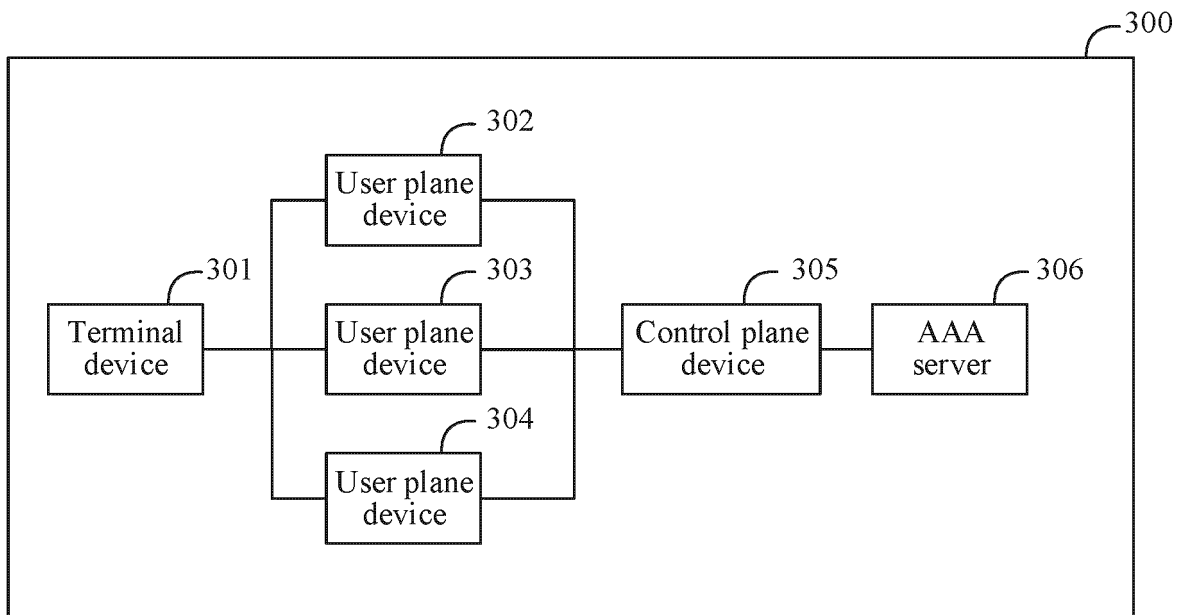 300
302
User plane
device
301
Terminal
device
303
User plane
device
305
Control plane
device
306
AAA
server
304
User plane
device